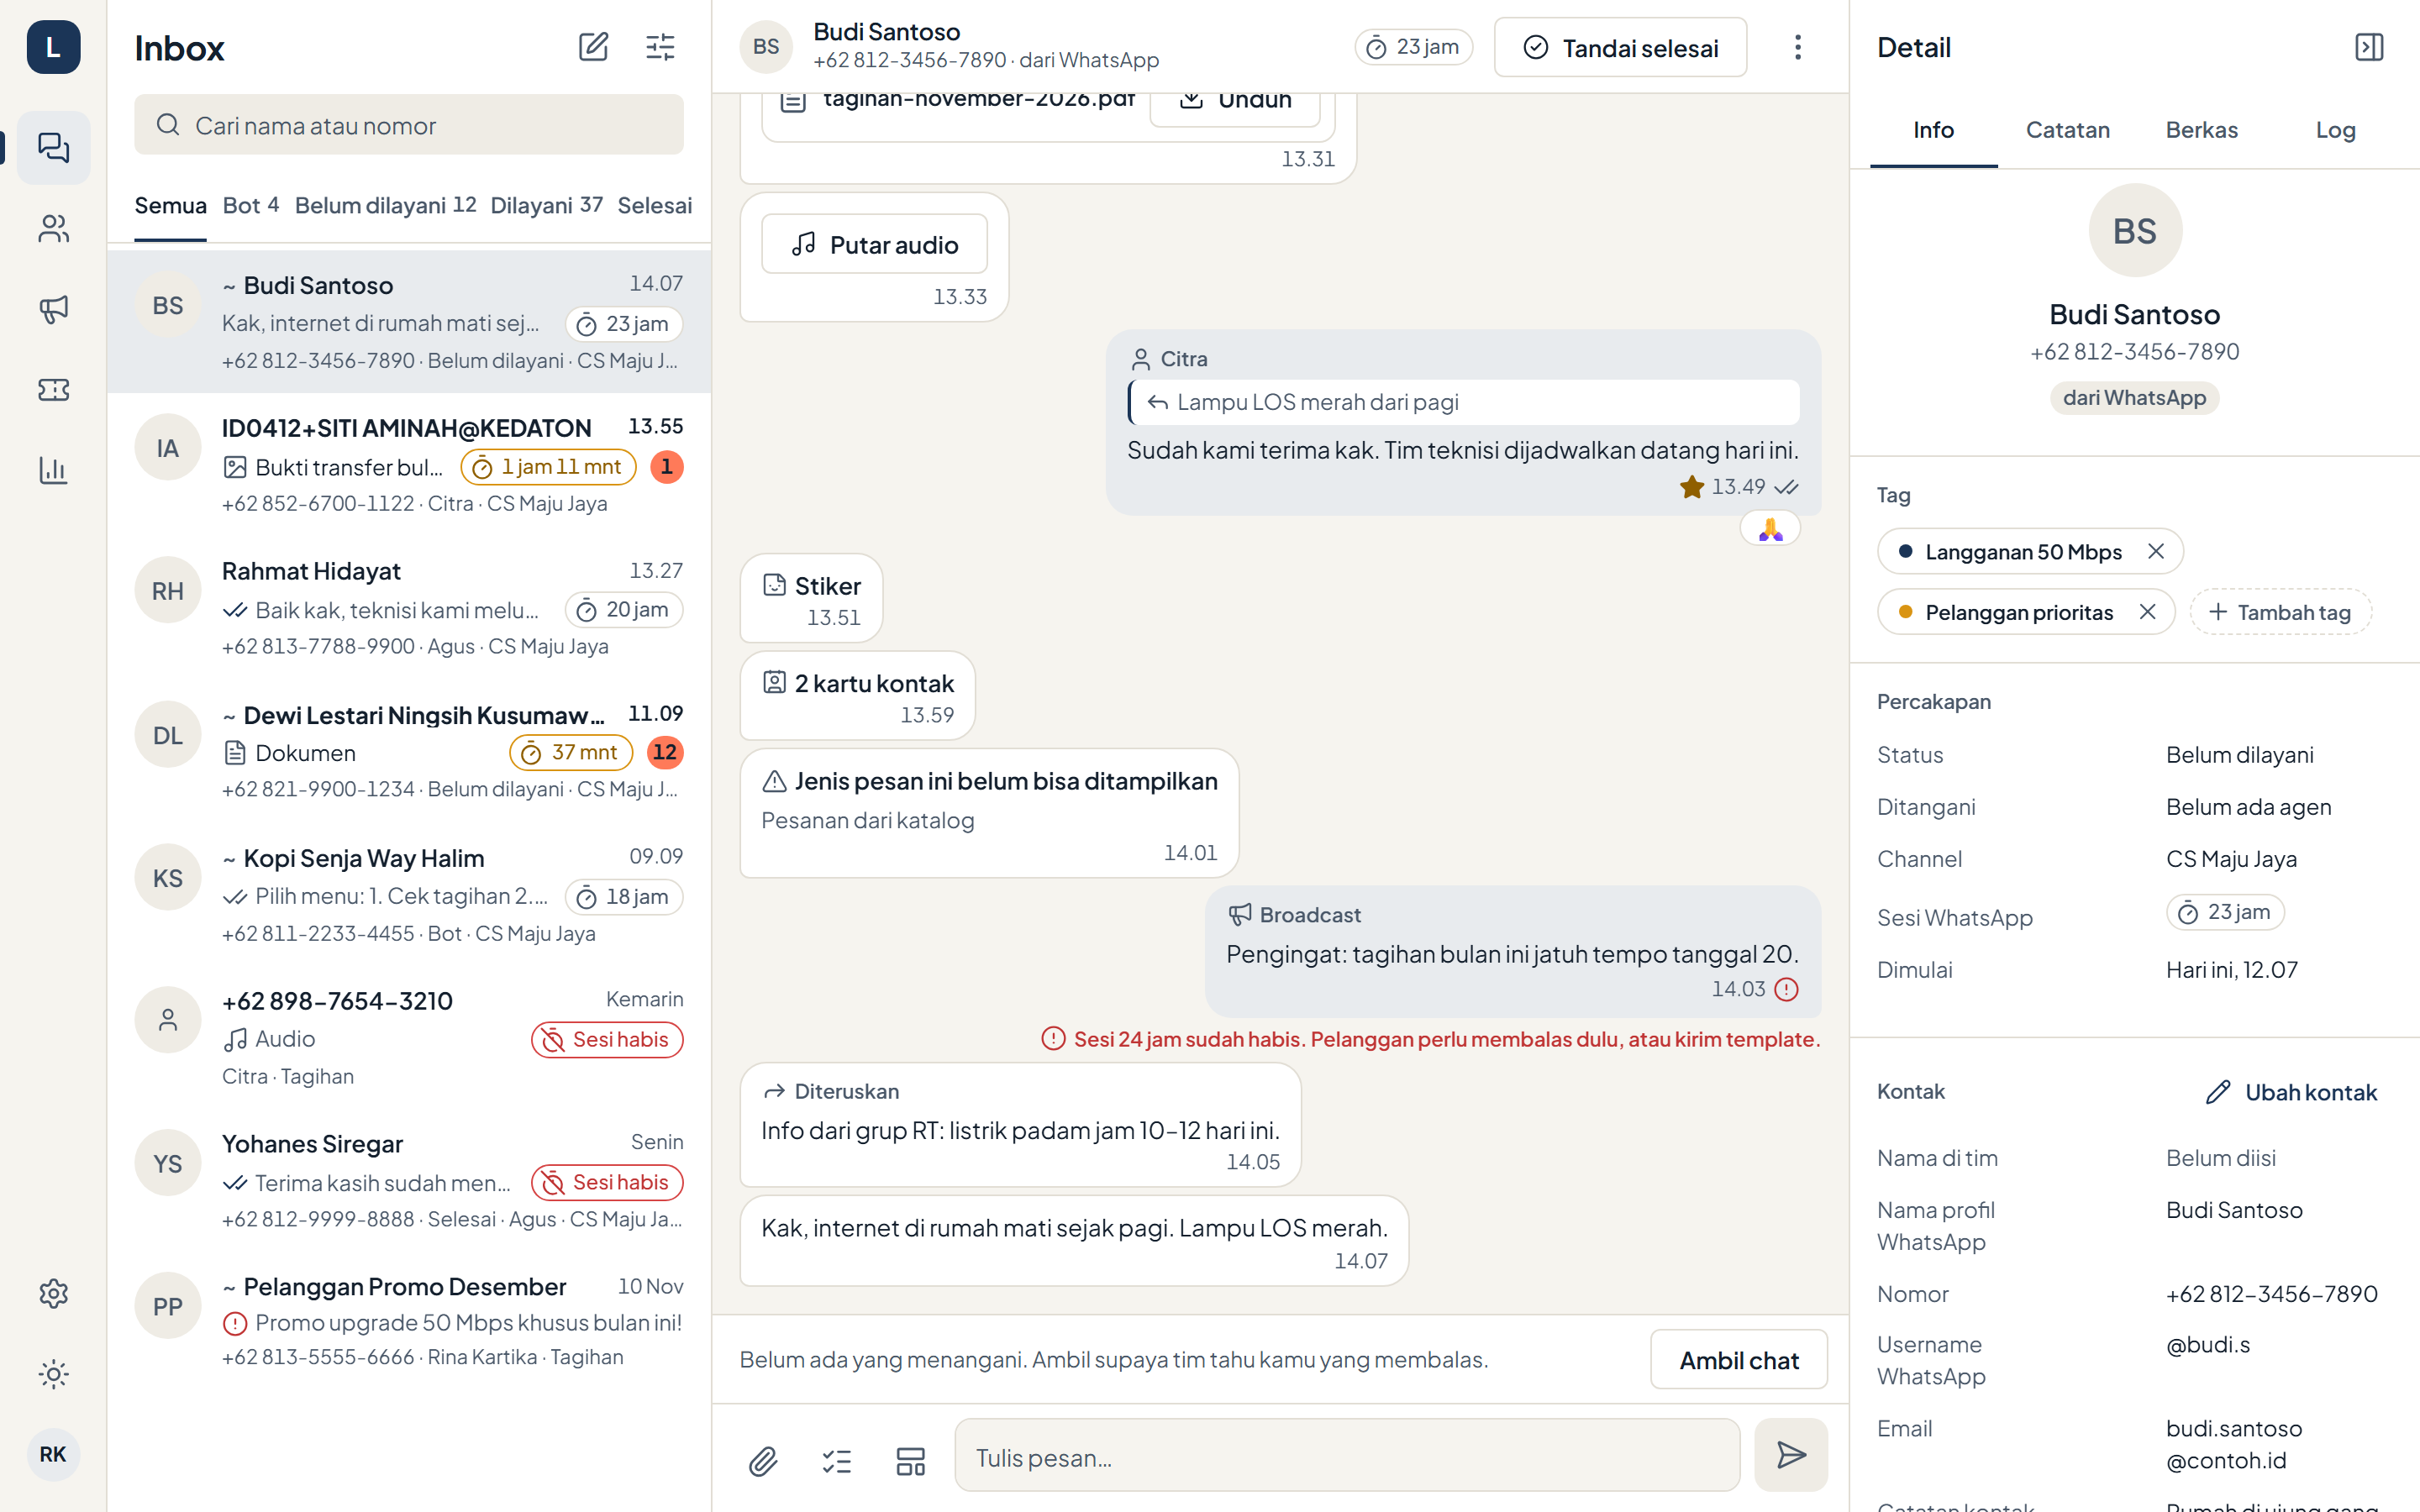 L
Inbox
Cari nama atau nomor
Semua Bot 4 Belum dilayani 12 Dilayani 37 Selesai
BS
~ Budi Santoso 14.07
Kak, internet di rumah mati sej... 23 jam
+62 812-3456-7890 · Belum dilayani · CS Maju J...
IA
ID0412+SITI AMINAH@KEDATON 13.55
Bukti transfer bul... 1 jam 11 mnt 1
+62 852-6700-1122 · Citra · CS Maju Jaya
RH
Rahmat Hidayat 13.27
Baik kak, teknisi kami melu... 20 jam
+62 813-7788-9900 · Agus · CS Maju Jaya
DL
~ Dewi Lestari Ningsih Kusumaw... 11.09
Dokumen 37 mnt 12
+62 821-9900-1234 · Belum dilayani · CS Maju J...
KS
~ Kopi Senja Way Halim 09.09
Pilih menu: 1. Cek tagihan 2.... 18 jam
+62 811-2233-4455 · Bot · CS Maju Jaya
+62 898-7654-3210 Kemarin
Audio Sesi habis
Citra · Tagihan
YS
Yohanes Siregar Senin
Terima kasih sudah men... Sesi habis
+62 812-9999-8888 · Selesai · Agus · CS Maju Ja...
PP
~ Pelanggan Promo Desember 10 Nov
Promo upgrade 50 Mbps khusus bulan ini!
+62 813-5555-6666 · Rina Kartika · Tagihan
RK
BS
Budi Santoso
+62 812-3456-7890 · dari WhatsApp
23 jam
Tandai selesai
tagihan-november-2026.pdf Unduh
13.31
Putar audio
13.33
Citra
Lampu LOS merah dari pagi
Sudah kami terima kak. Tim teknisi dijadwalkan datang hari ini.
13.49
🙏
Stiker
13.51
2 kartu kontak
13.59
Jenis pesan ini belum bisa ditampilkan
Pesanan dari katalog
14.01
Broadcast
Pengingat: tagihan bulan ini jatuh tempo tanggal 20.
14.03
Sesi 24 jam sudah habis. Pelanggan perlu membalas dulu, atau kirim template.
Diteruskan
Info dari grup RT: listrik padam jam 10–12 hari ini.
14.05
Kak, internet di rumah mati sejak pagi. Lampu LOS merah.
14.07
Belum ada yang menangani. Ambil supaya tim tahu kamu yang membalas.
Ambil chat
Tulis pesan...
Detail
Info Catatan Berkas Log
BS
Budi Santoso
+62 812-3456-7890
dari WhatsApp
Tag
Langganan 50 Mbps
Pelanggan prioritas
Tambah tag
Percakapan
Status Belum dilayani
Ditangani Belum ada agen
Channel CS Maju Jaya
Sesi WhatsApp 23 jam
Dimulai Hari ini, 12.07
Kontak Ubah kontak
Nama di tim Belum diisi
Nama profil WhatsApp Budi Santoso
Nomor +62 812-3456-7890
Username WhatsApp @budi.s
Email budi.santoso
@contoh.id
Catatan kontak Rumah di ujung gang